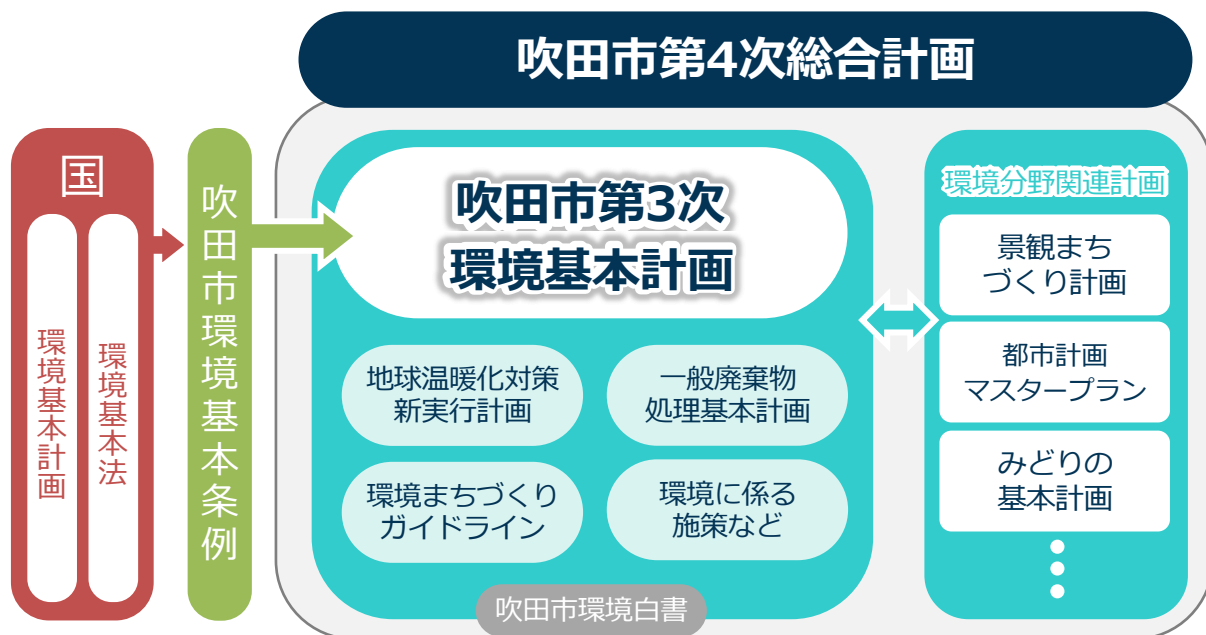 吹田市第4次総合計画
国
環境基本計画
環境基本法
吹田市環境基本条例
吹田市第3次
環境基本計画
地球温暖化対策
新実行計画
一般廃棄物
処理基本計画
環境まちづくり
ガイドライン
環境に係る
施策など
吹田市環境白書
環境分野関連計画
景観まち
づくり計画
都市計画
マスタープラン
みどりの
基本計画